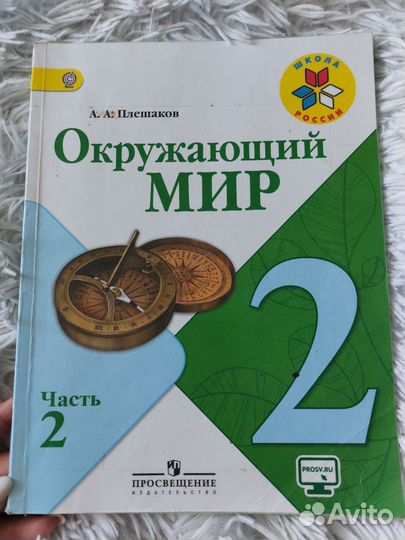 ШКОЛА
РОССИИ
А. А. Плешаков
Окружающий
МИР
2
Часть
2
ПРОСВЕЩЕНИЕ
ИЗДАТЕЛЬСТВО
PROSV.RU
Avito